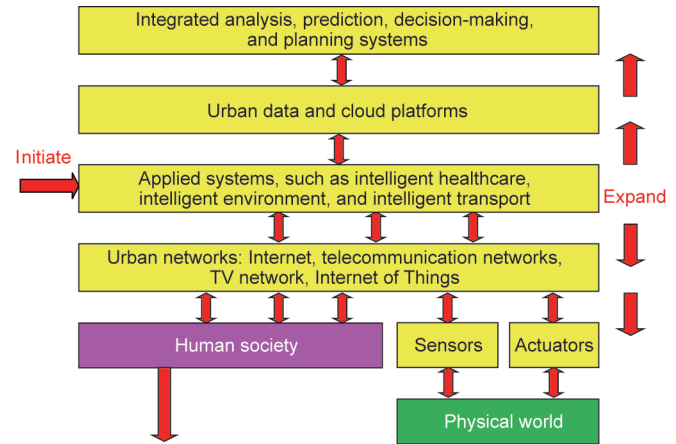 Integrated analysis, prediction, decision-making,
and planning systems
Urban data and cloud platforms
Initiate
Applied systems, such as intelligent healthcare,
intelligent environment, and intelligent transport
Expand
Urban networks: Internet, telecommunication networks,
TV network, Internet of Things
Human society
Sensors
Actuators
Physical world